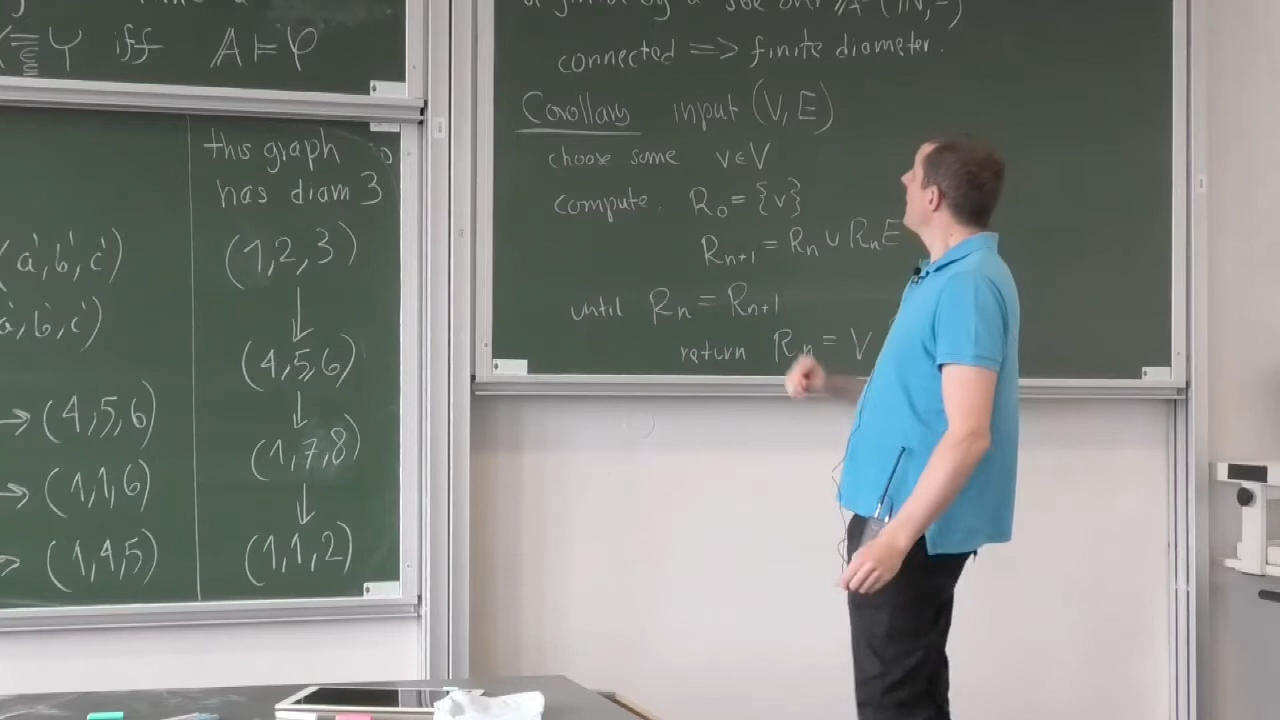 Y iff A ⊨ φ
this graph
has diam 3
(a',b',c')
(1,2,3)
↓
(4,5,6)
→ (4,5,6)
↓
(1,7,8)
→ (1,1,6)
↓
(1,1,2)
→ (1,4,5)
connected => finite diameter.
Corollary input (V,E)
choose some v∈V
compute. R₀ = {v}
Rₙ₊₁ = Rₙ ∪ RₙE
until Rₙ = Rₙ₊₁
return Rₙ = V